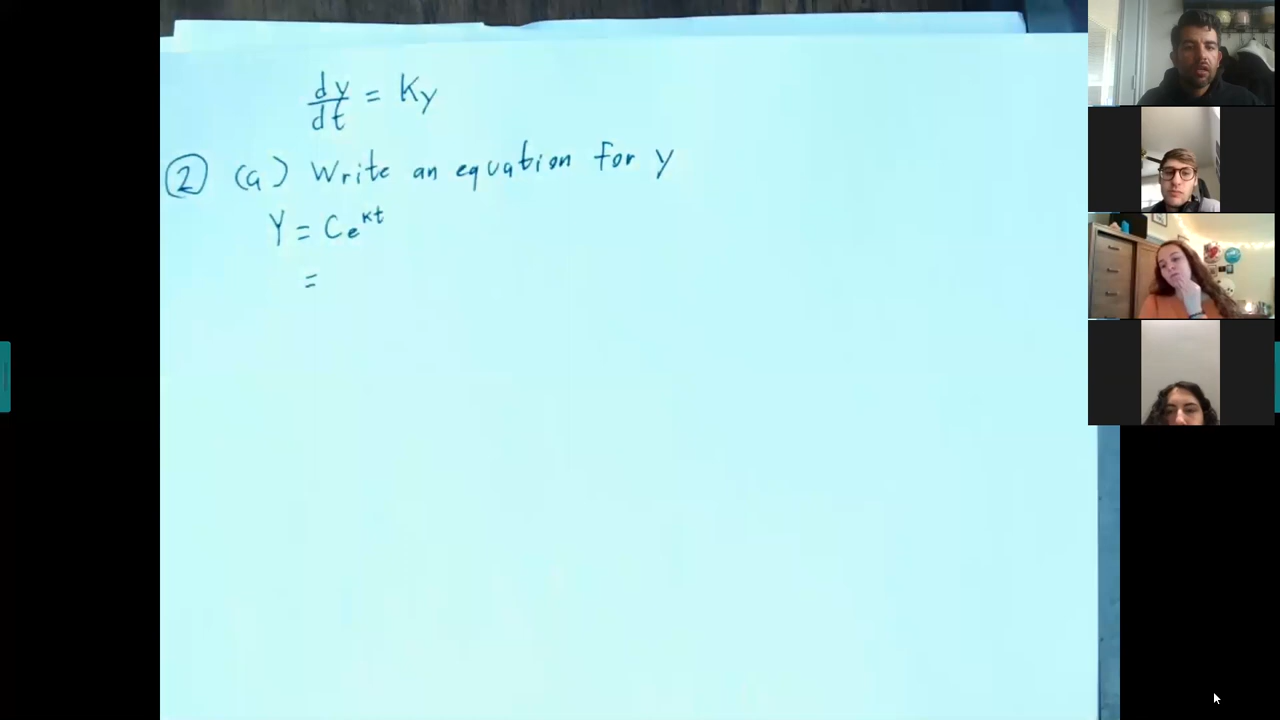 dy/dt = Ky
② (a) Write an equation for y
Y = Ce^kt
=